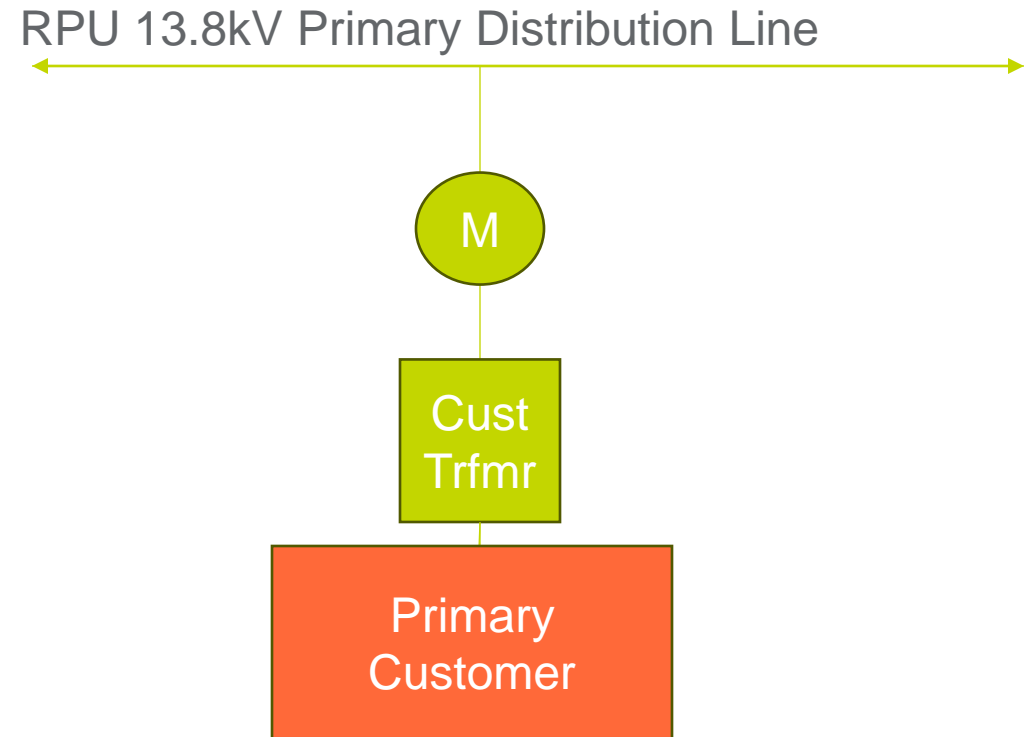 RPU 13.8kV Primary Distribution Line
M
Cust
Trfmr
Primary
Customer